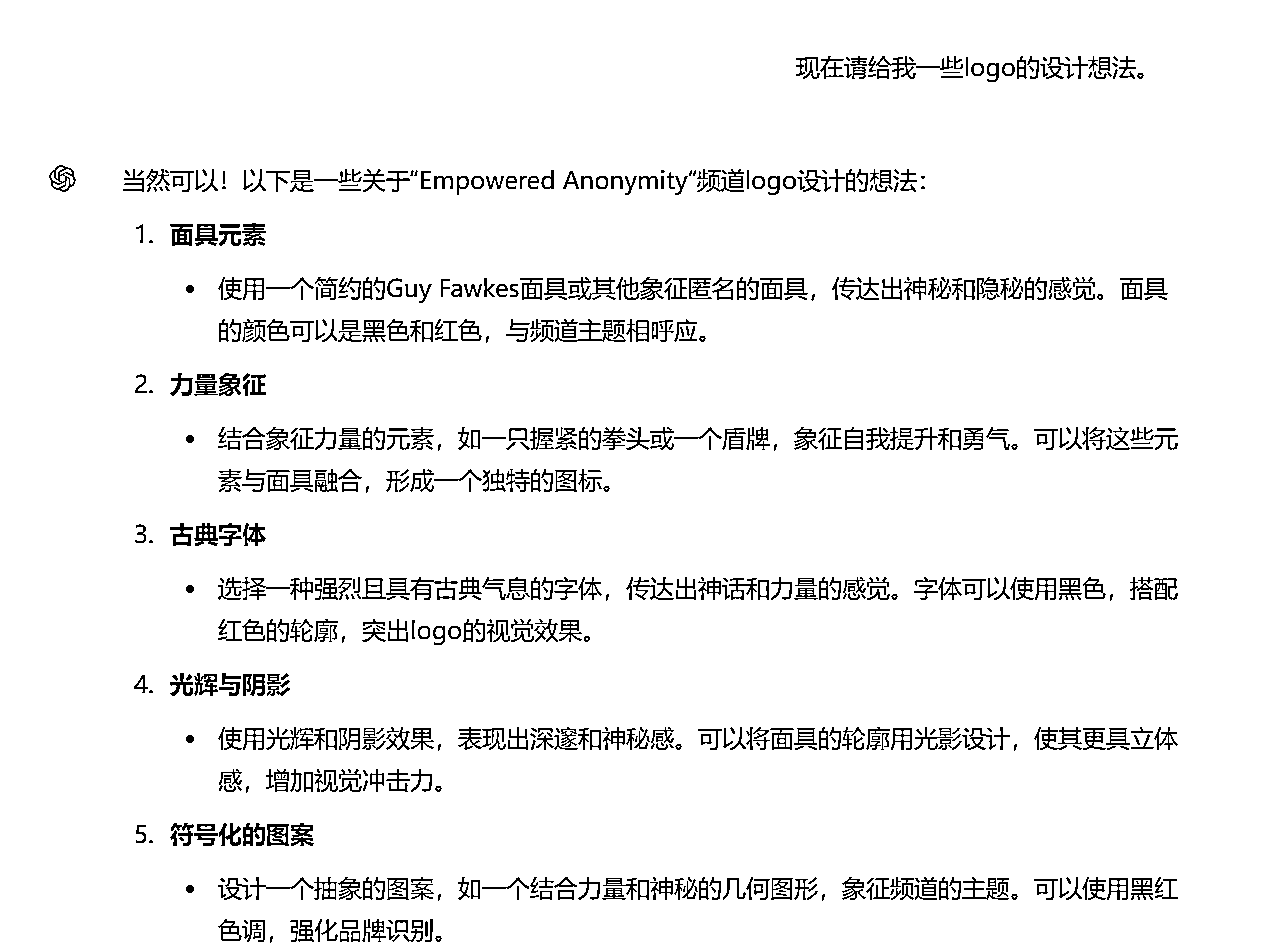 现在请给我一些logo的设计想法。
当然可以！以下是一些关于“Empowered Anonymity”频道logo设计的想法：
1. 面具元素
• 使用一个简约的Guy Fawkes面具或其他象征匿名的面具，传达出神秘和隐秘的感觉。面具
的颜色可以是黑色和红色，与频道主题相呼应。
2. 力量象征
• 结合象征力量的元素，如一只握紧的拳头或一个盾牌，象征自我提升和勇气。可以将这些元
素与面具融合，形成一个独特的图标。
3. 古典字体
• 选择一种强烈且具有古典气息的字体，传达出神话和力量的感觉。字体可以使用黑色，搭配
红色的轮廓，突出logo的视觉效果。
4. 光辉与阴影
• 使用光辉和阴影效果，表现出深邃和神秘感。可以将面具的轮廓用光影设计，使其更具立体
感，增加视觉冲击力。
5. 符号化的图案
• 设计一个抽象的图案，如一个结合力量和神秘的几何图形，象征频道的主题。可以使用黑红
色调，强化品牌识别。